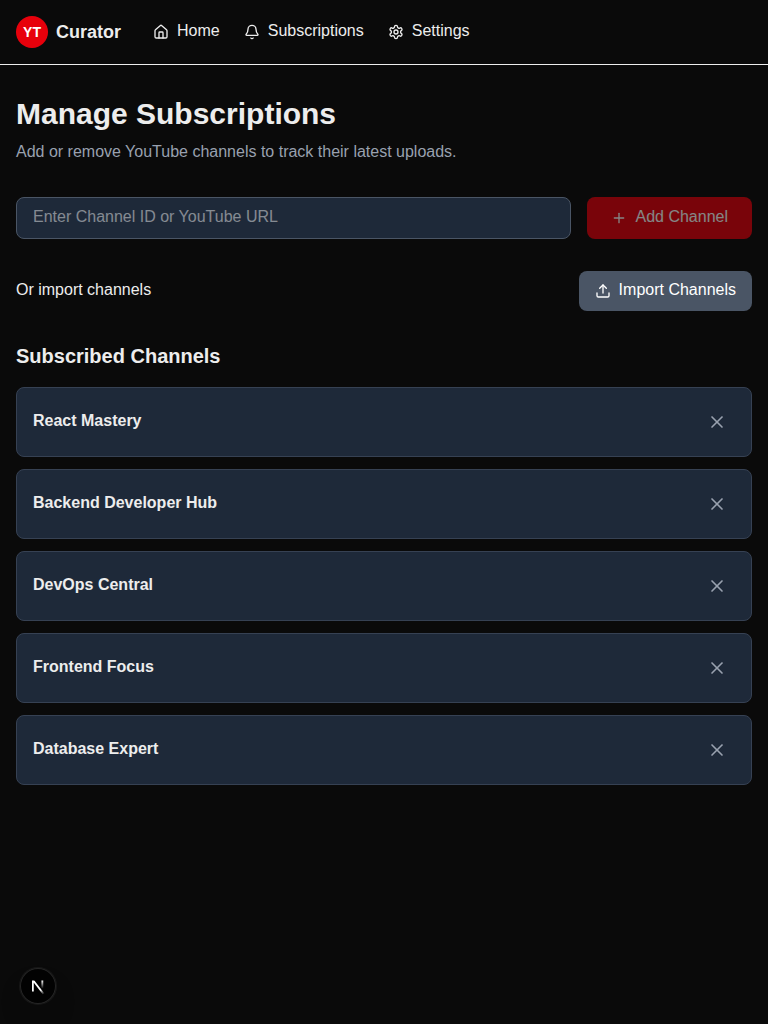 YT Curator Home Subscriptions Settings
Manage Subscriptions
Add or remove YouTube channels to track their latest uploads.
Enter Channel ID or YouTube URL
Add Channel
Or import channels
Import Channels
Subscribed Channels
React Mastery
Backend Developer Hub
DevOps Central
Frontend Focus
Database Expert
N